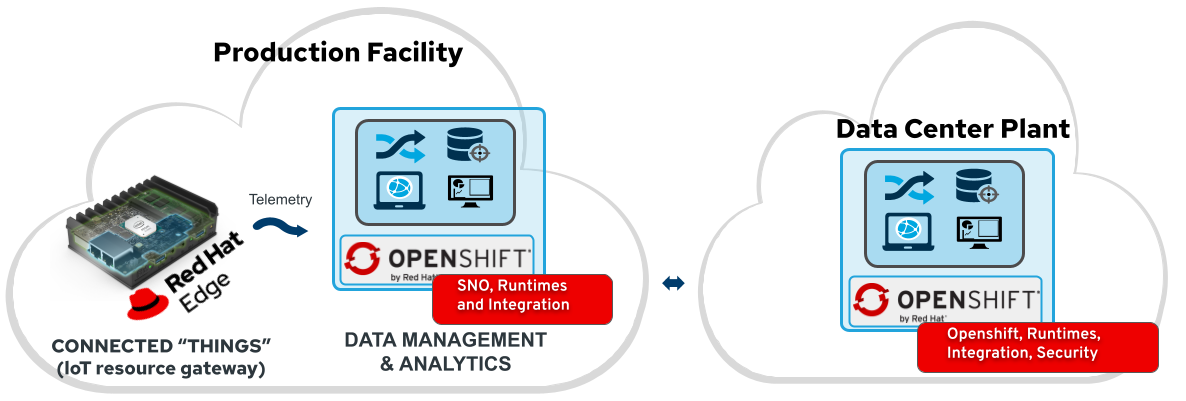 Production Facility
Telemetry
Red Hat
Edge
OPENSHIFT
by Red Hat
SNO, Runtimes
and Integration
CONNECTED “THINGS”
(IoT resource gateway)
DATA MANAGEMENT
& ANALYTICS
Data Center Plant
OPENSHIFT
by Red Hat
Openshift, Runtimes,
Integration, Security